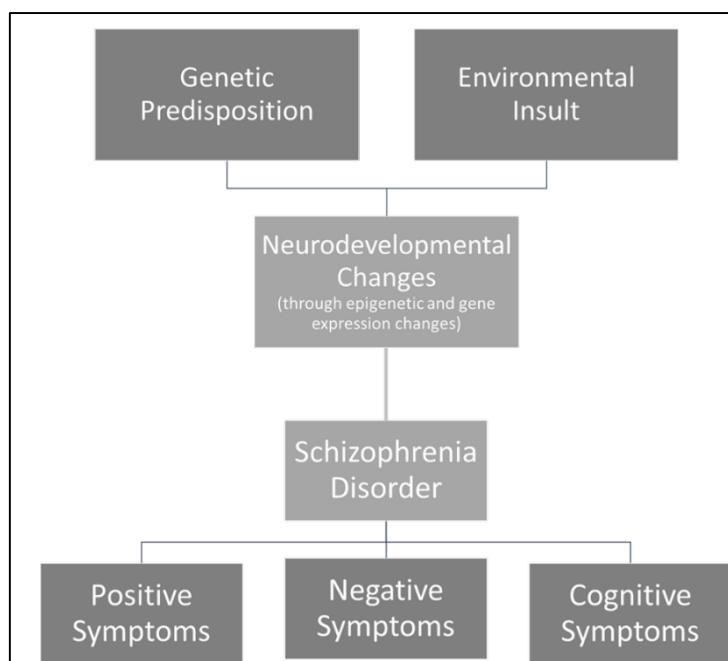 Genetic
Predisposition
Environmental
Insult
Neurodevelopmental
Changes
(through epigenetic and gene
expression changes)
Schizophrenia
Disorder
Positive
Symptoms
Negative
Symptoms
Cognitive
Symptoms